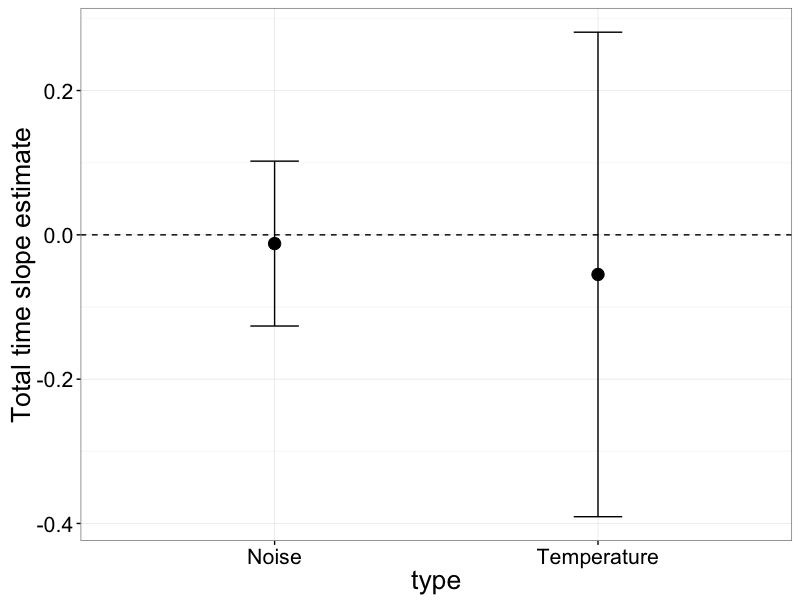 Total time slope estimate
0.2
0.0
-0.2
-0.4
Noise
Temperature
type